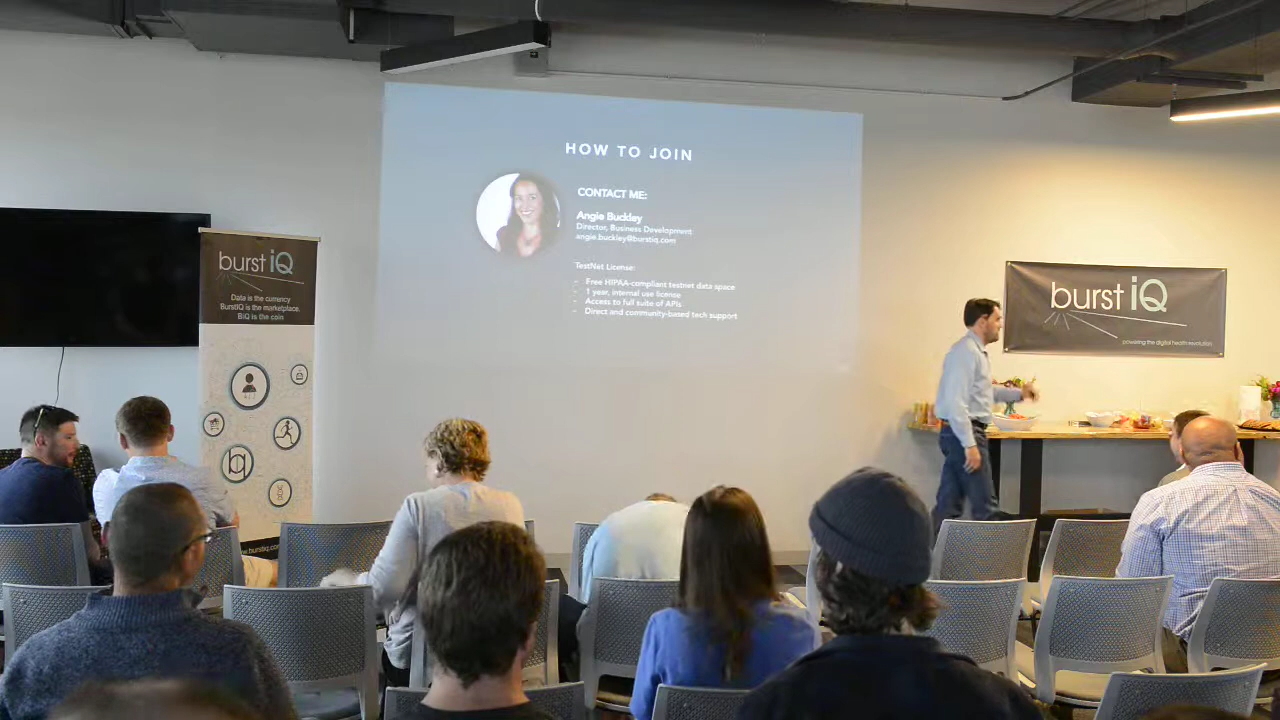 HOW TO JOIN
CONTACT ME:
Angie Buckley
Director, Business Development
angie.buckley@burstiq.com
TestNet License:
- Free HIPAA-compliant testnet data space
- 1 year, internal use license
- Access to full suite of APIs
- Direct and community-based tech support
burst iQ
Data is the currency
BurstIQ is the marketplace.
BiQ is the coin
www.burstiq.co
burst iQ
powering the digital health revolution